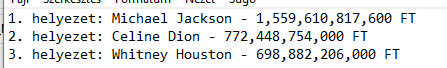 1. helyezet: Michael Jackson - 1,559,610,817,600 FT
2. helyezet: Celine Dion - 772,448,754,000 FT
3. helyezet: Whitney Houston - 698,882,206,000 FT